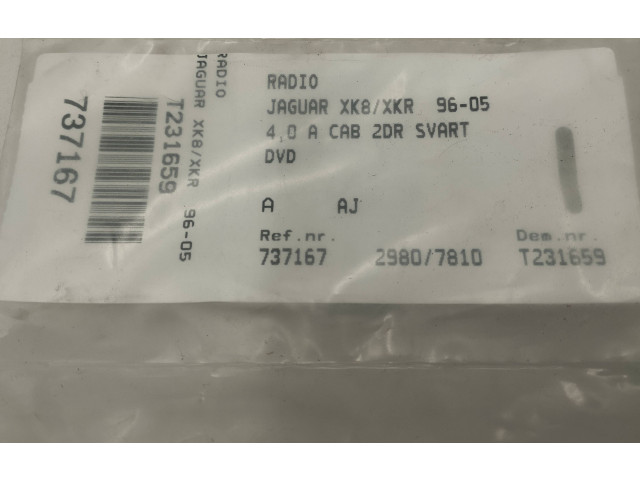 RADIO
JAGUAR XK8/XKR 96-05
4,0 A CAB 2DR SVART
DVD
A AJ
Ref.nr. Dem.nr.
737167 2980/7810 T231659
RADIO
JAGUAR XK8/XKR 96-05
T231659
737167